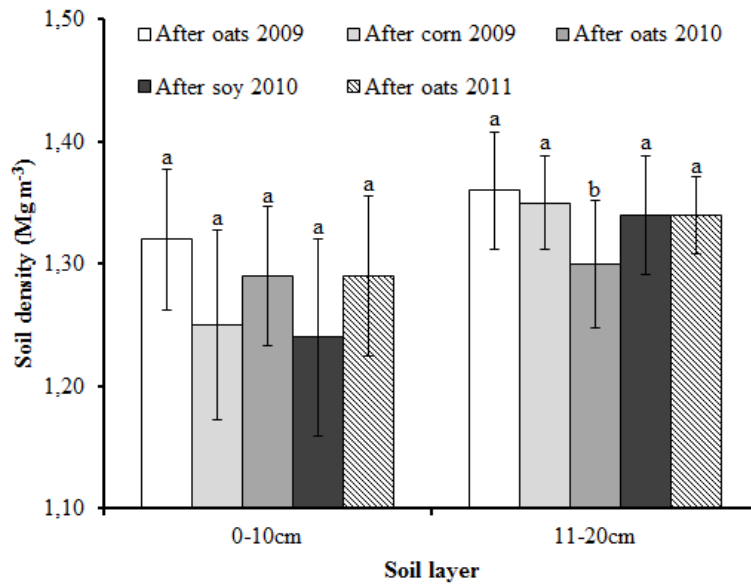 1,50
After oats 2009 After corn 2009 After oats 2010
After soy 2010 After oats 2011
1,40
1,30
1,20
1,10
Soil density (Mg m⁻³)
a a a a a
a a b a a
0-10cm 11-20cm
Soil layer